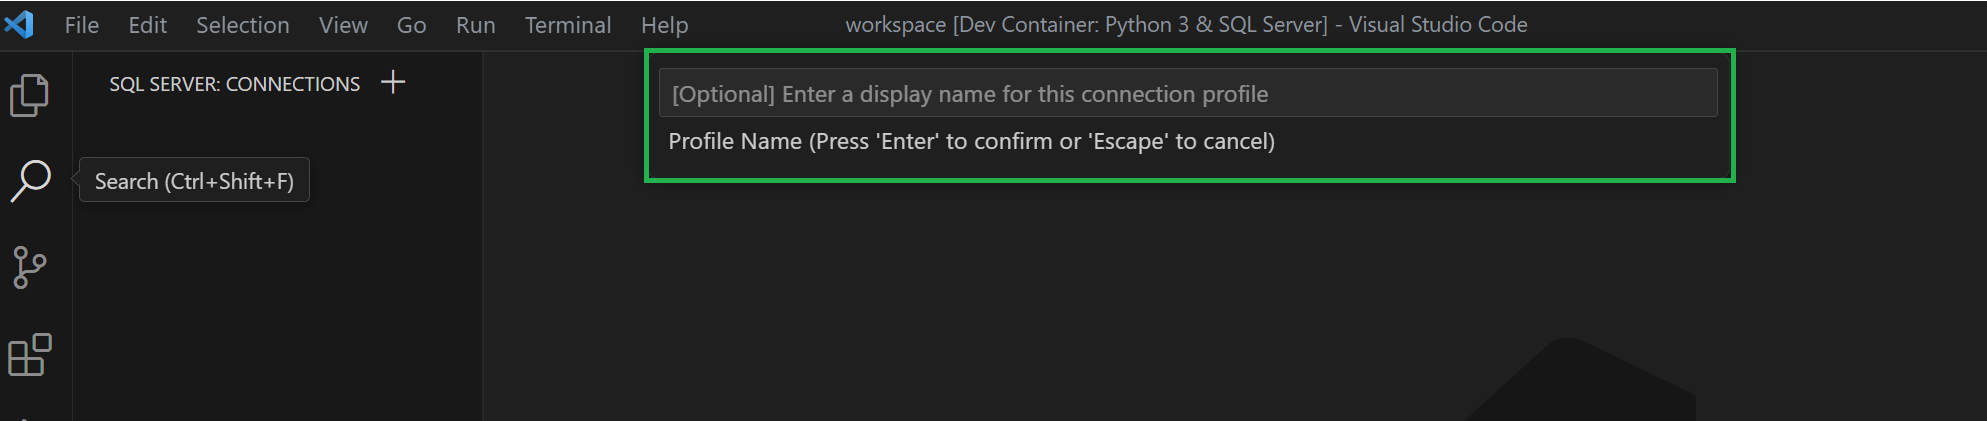 File Edit Selection View Go Run Terminal Help workspace [Dev Container: Python 3 & SQL Server] - Visual Studio Code
SQL SERVER: CONNECTIONS
[Optional] Enter a display name for this connection profile
Profile Name (Press 'Enter' to confirm or 'Escape' to cancel)
Search (Ctrl+Shift+F)